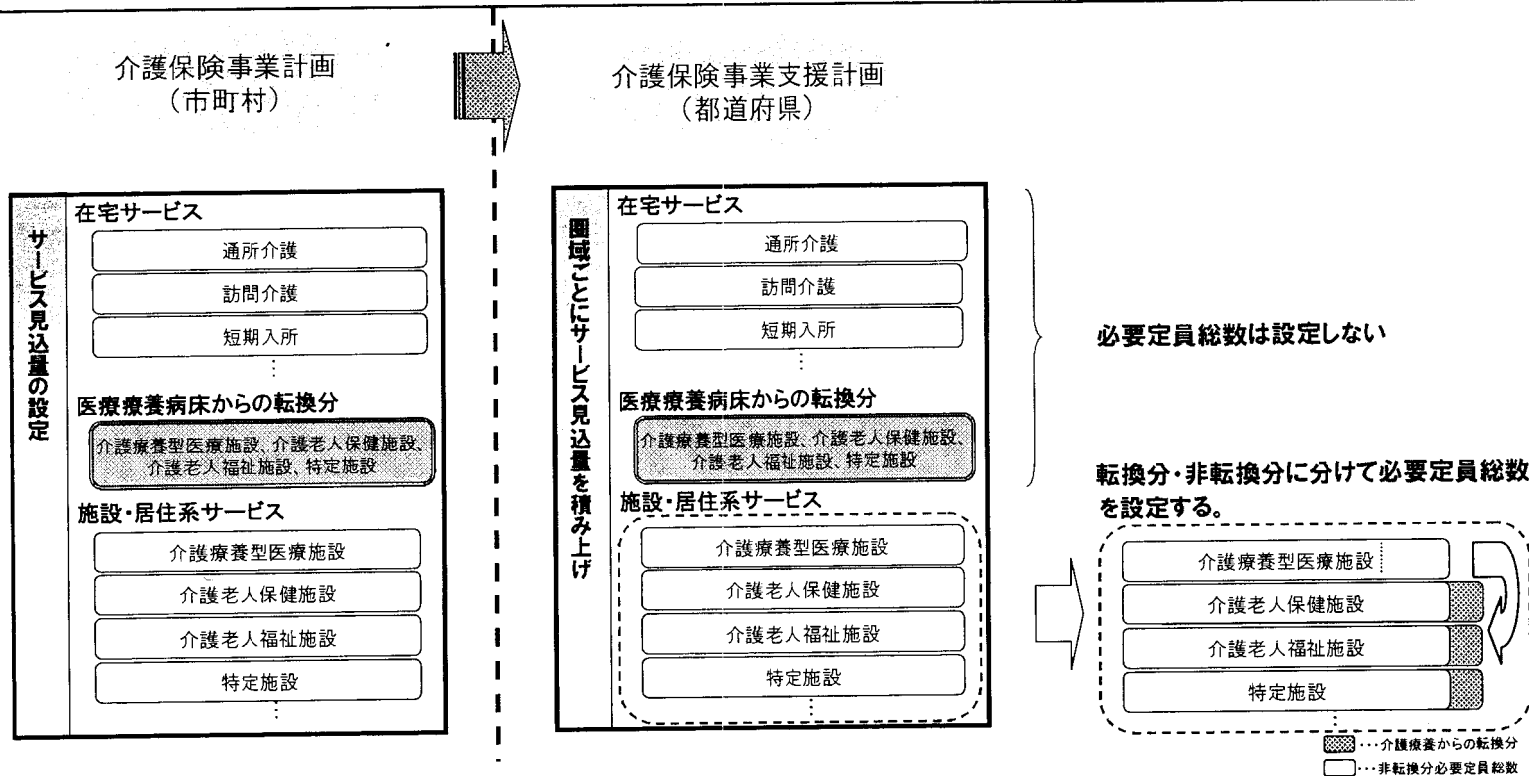 介護保険事業計画
（市町村）
介護保険事業支援計画
（都道府県）
サービス見込量の設定
在宅サービス
通所介護
訪問介護
短期入所
⋮
医療療養病床からの転換分
介護療養型医療施設、介護老人保健施設、
介護老人福祉施設、特定施設
施設・居住系サービス
介護療養型医療施設
介護老人保健施設
介護老人福祉施設
特定施設
⋮
圏域ごとにサービス見込量を積み上げ
在宅サービス
通所介護
訪問介護
短期入所
⋮
医療療養病床からの転換分
介護療養型医療施設、介護老人保健施設、
介護老人福祉施設、特定施設
施設・居住系サービス
介護療養型医療施設
介護老人保健施設
介護老人福祉施設
特定施設
⋮
必要定員総数は設定しない
転換分・非転換分に分けて必要定員総数
を設定する。
介護療養型医療施設
介護老人保健施設
介護老人福祉施設
特定施設
⋮
…介護療養からの転換分
…非転換分必要定員総数